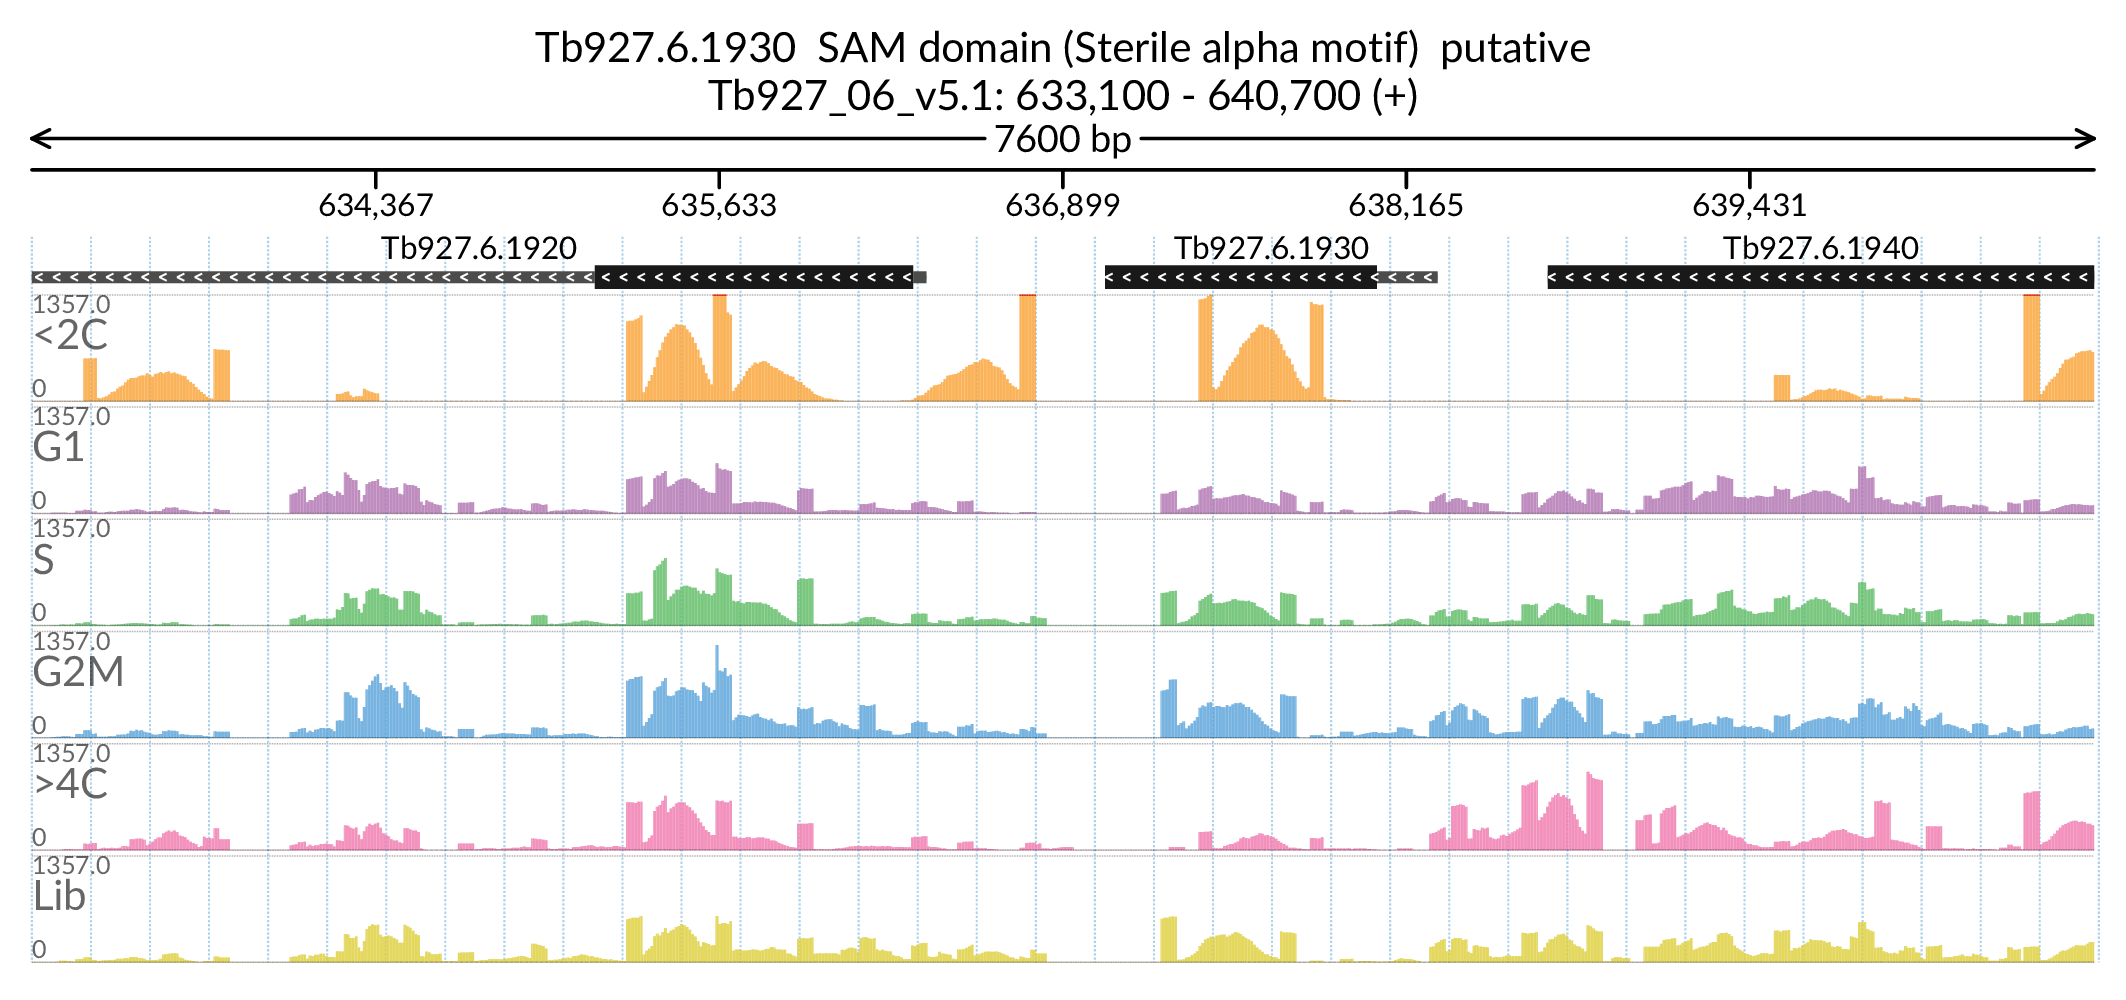 Tb927.6.1930  SAM domain (Sterile alpha motif)  putative
Tb927_06_v5.1: 633,100 - 640,700 (+)
7600 bp
634,367 635,633 636,899 638,165 639,431
Tb927.6.1920 Tb927.6.1930 Tb927.6.1940
1357.0
<2C
0
1357.0
G1
0
1357.0
S
0
1357.0
G2M
0
1357.0
>4C
0
1357.0
Lib
0